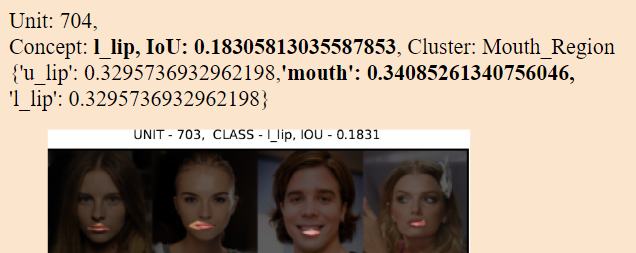 Unit: 704,
Concept: l_lip, IoU: 0.18305813035587853, Cluster: Mouth_Region
{'u_lip': 0.3295736932962198,'mouth': 0.34085261340756046,
'l_lip': 0.3295736932962198}
UNIT - 703, CLASS - l_lip, IOU - 0.1831